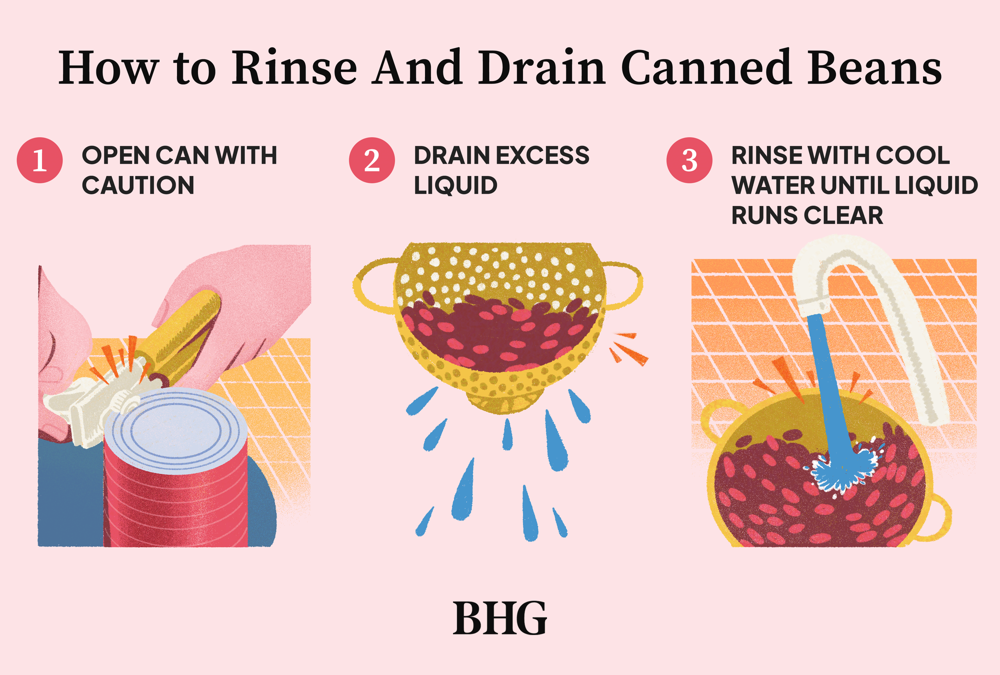 How to Rinse And Drain Canned Beans
1
OPEN CAN WITH
CAUTION
2
DRAIN EXCESS
LIQUID
3
RINSE WITH COOL
WATER UNTIL LIQUID
RUNS CLEAR
BHG